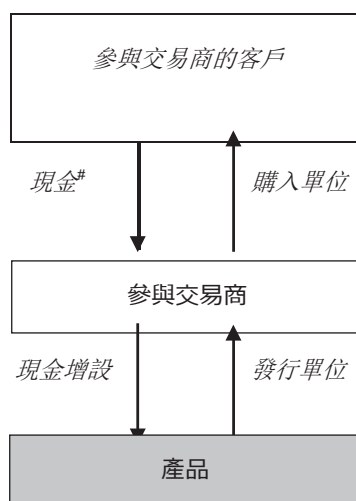 參與交易商的客戶
現金# 購入單位
參與交易商
現金增設 發行單位
產品